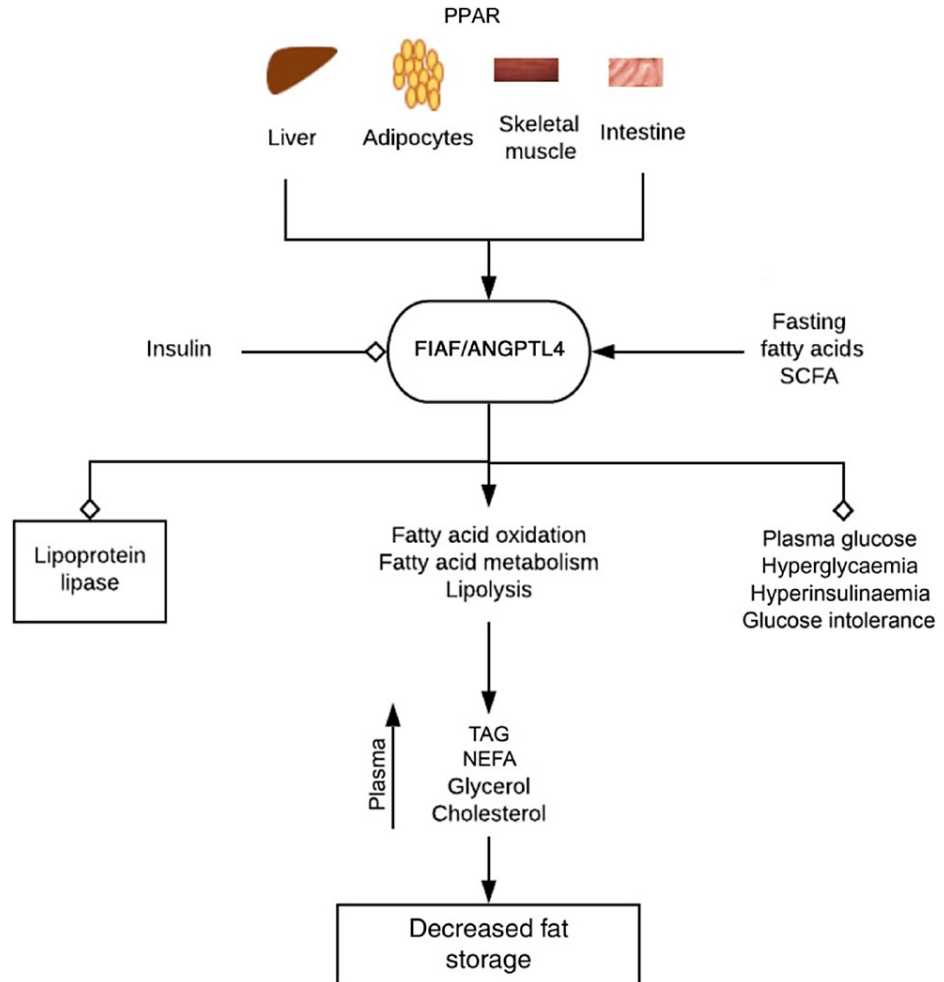 PPAR
Liver
Adipocytes
Skeletal
muscle
Intestine
Insulin
FIAF/ANGPTL4
Fasting
fatty acids
SCFA
Lipoprotein
lipase
Fatty acid oxidation
Fatty acid metabolism
Lipolysis
Plasma glucose
Hyperglycaemia
Hyperinsulinaemia
Glucose intolerance
Plasma
TAG
NEFA
Glycerol
Cholesterol
Decreased fat
storage